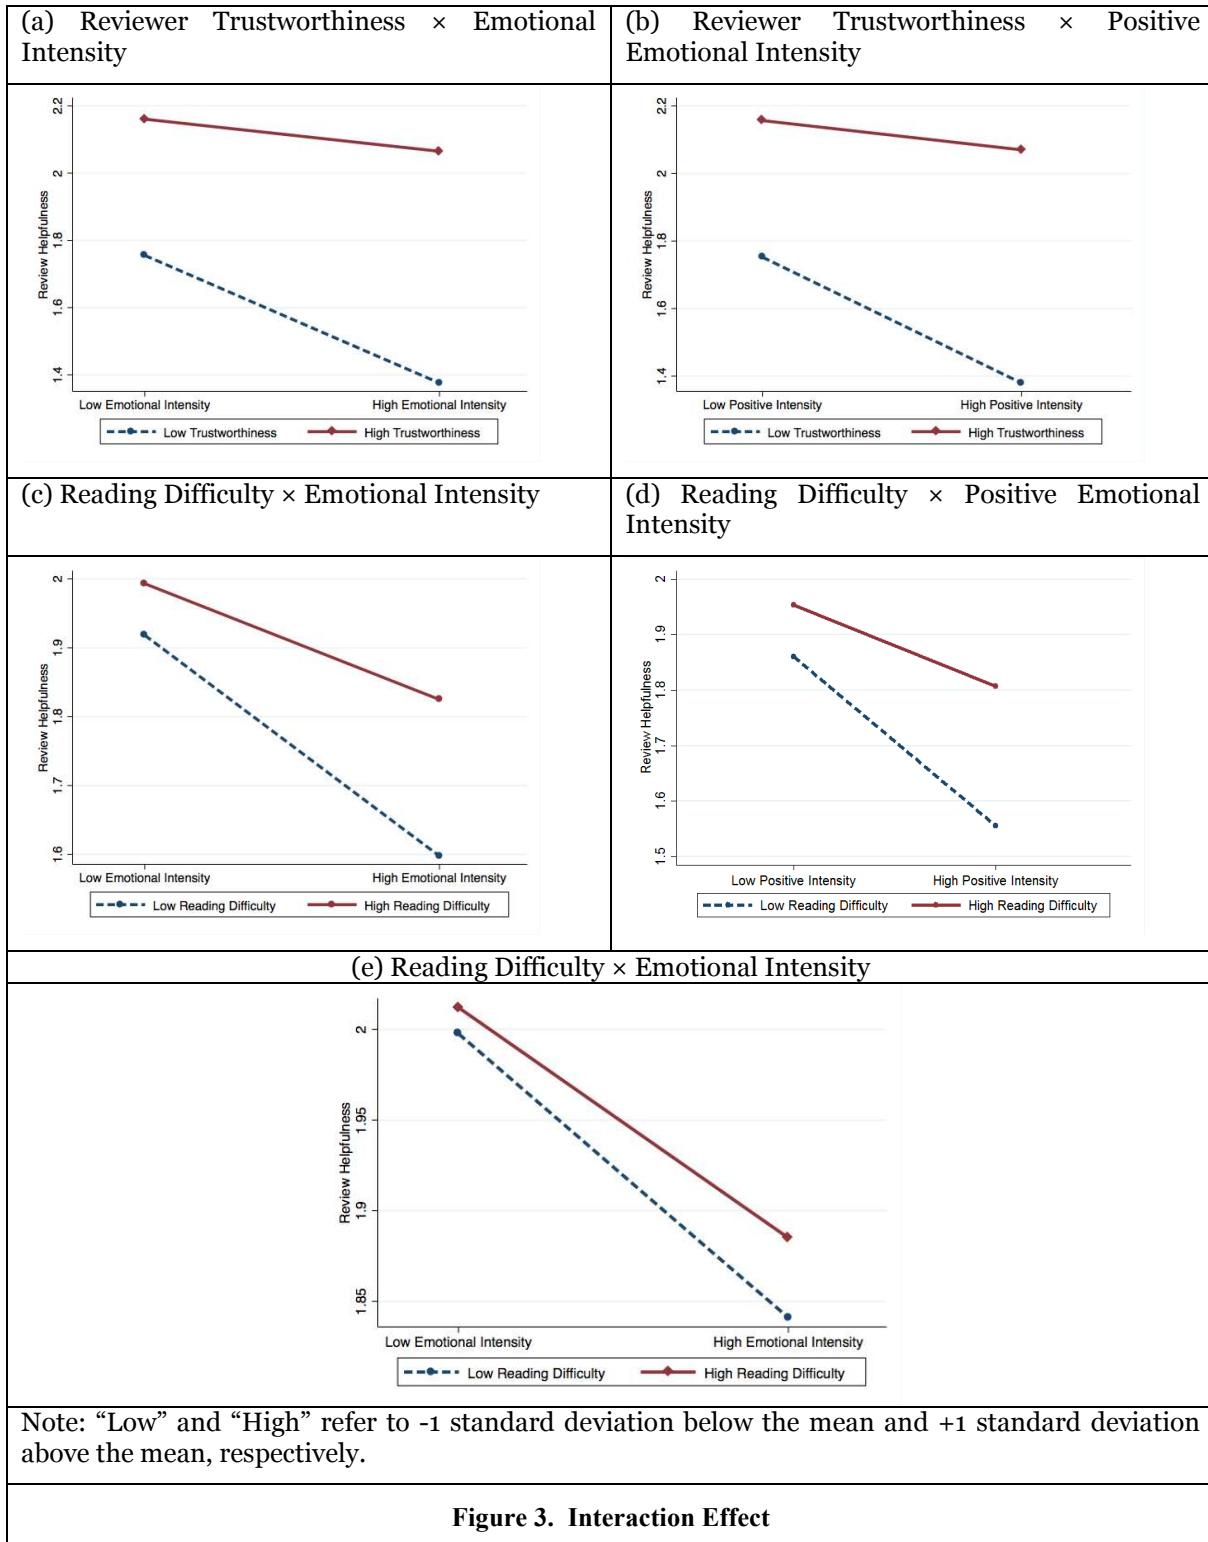 (a) Reviewer Trustworthiness × Emotional
Intensity
(b) Reviewer Trustworthiness × Positive
Emotional Intensity
2.2
2
1.8
1.6
1.4
Review Helpfulness
Low Emotional Intensity
High Emotional Intensity
Low Trustworthiness
High Trustworthiness
2.2
2
1.8
1.6
1.4
Review Helpfulness
Low Positive Intensity
High Positive Intensity
Low Trustworthiness
High Trustworthiness
(c) Reading Difficulty × Emotional Intensity
(d) Reading Difficulty × Positive Emotional
Intensity
2
1.9
1.8
1.7
1.6
Review Helpfulness
Low Emotional Intensity
High Emotional Intensity
Low Reading Difficulty
High Reading Difficulty
2
1.9
1.8
1.7
1.6
1.5
Review Helpfulness
Low Positive Intensity
High Positive Intensity
Low Reading Difficulty
High Reading Difficulty
(e) Reading Difficulty × Emotional Intensity
2
1.95
1.9
1.85
Review Helpfulness
Low Emotional Intensity
High Emotional Intensity
Low Reading Difficulty
High Reading Difficulty
Note: “Low” and “High” refer to -1 standard deviation below the mean and +1 standard deviation
above the mean, respectively.
Figure 3. Interaction Effect